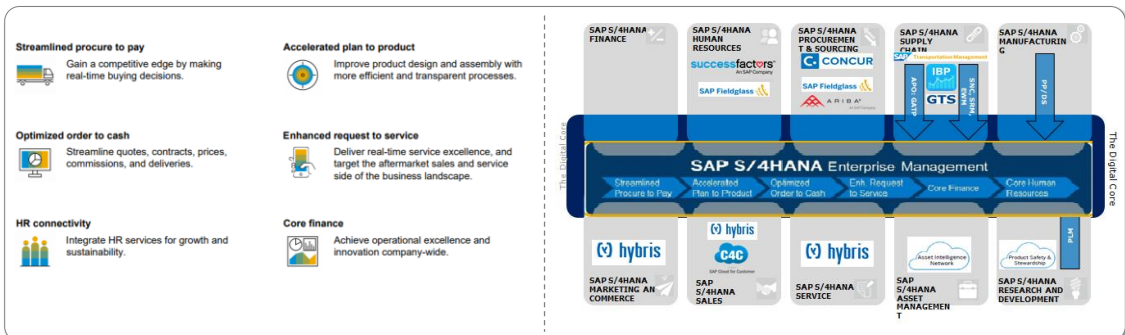 Streamlined procure to pay
Gain a competitive edge by making
real-time buying decisions.
Accelerated plan to product
Improve product design and assembly with
more efficient and transparent processes.
Optimized order to cash
Streamline quotes, contracts, prices,
commissions, and deliveries.
Enhanced request to service
Deliver real-time service excellence, and
target the aftermarket sales and service
side of the business landscape.
HR connectivity
Integrate HR services for growth and
sustainability.
Core finance
Achieve operational excellence and
innovation company-wide.
SAP S/4HANA
FINANCE
SAP S/4HANA
HUMAN
RESOURCES
successfactors™
An SAP Company
SAP Fieldglass
SAP S/4HANA
PROCUREMEN
T & SOURCING
C. CONCUR
SAP Fieldglass
ARIBA
An SAP Company
SAP S/4HANA
SUPPLY
CHAIN
SAP Transportation Management
IBP
GTS
APO: GATP
SNC, SRM,
EWM
SAP S/4HANA
MANUFACTURIN
G
PP/DS
The Digital Core
SAP S/4HANA Enterprise Management
Streamlined
Procure to Pay
Accelerated
Plan to Product
Optimized
Order to Cash
Enh. Request
to Service
Core Finance
Core Human
Resources
The Digital Core
(y) hybris
SAP S/4HANA
MARKETING AN
COMMERCE
(y) hybris
C4C
SAP Cloud for Customer
SAP
S/4HANA
SALES
(y) hybris
SAP S/4HANA
SERVICE
Asset Intelligence
Network
SAP
S/4HANA
ASSET
MANAGEMEN
T
Product Safety &
Stewardship
PLM
SAP S/4HANA
RESEARCH AND
DEVELOPMENT